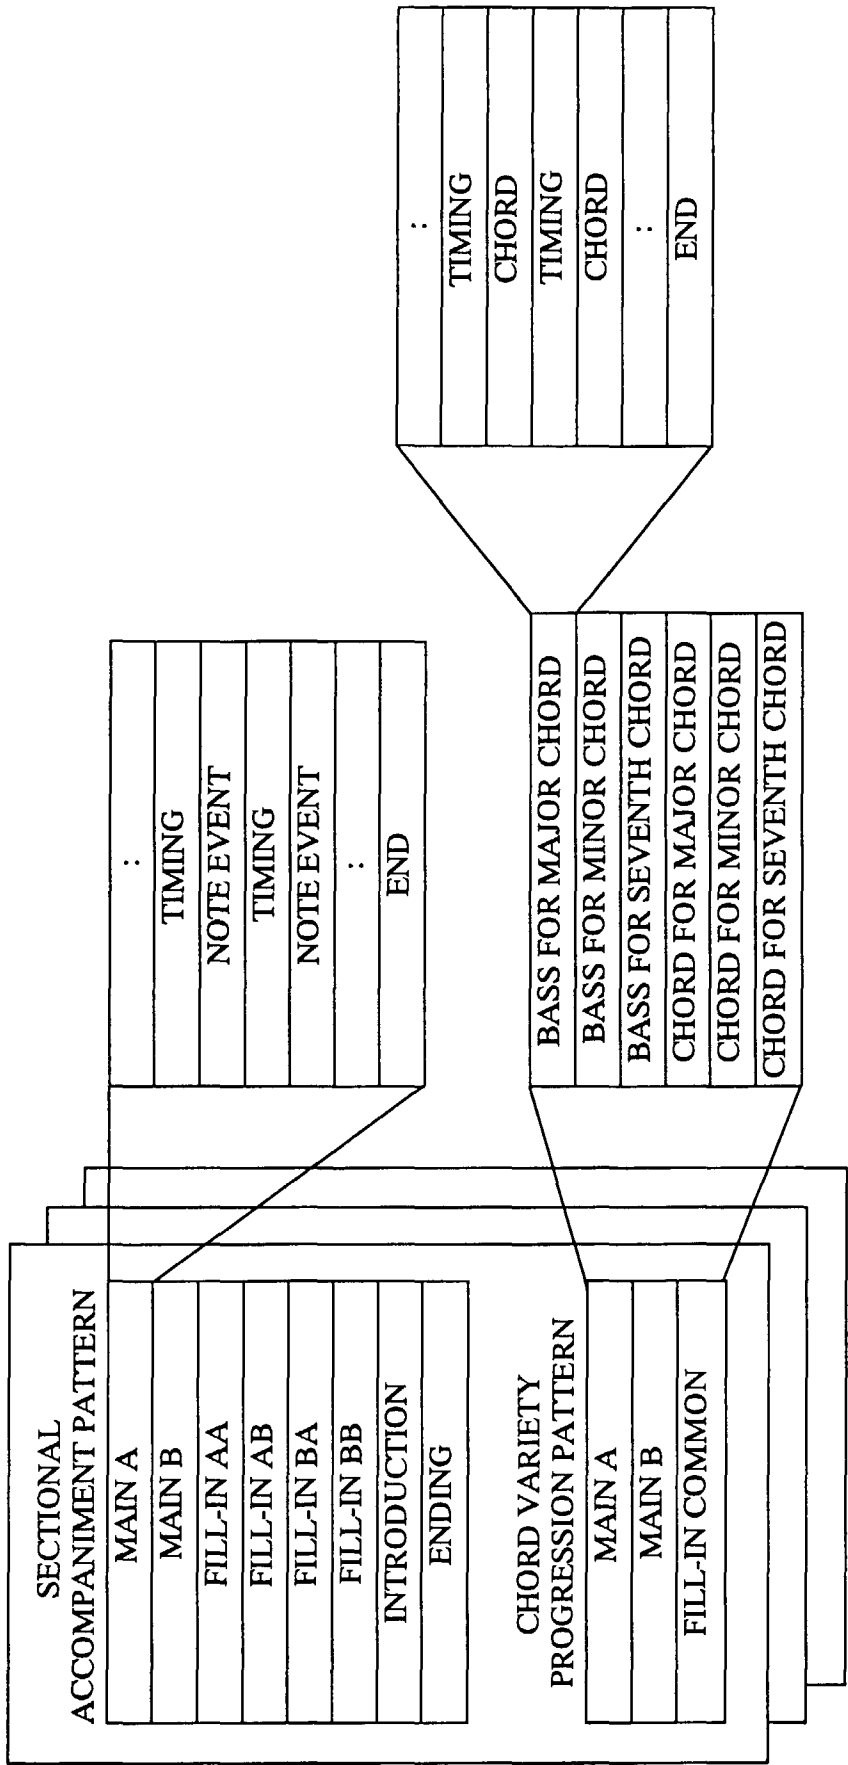 SECTIONAL
ACCOMPANIMENT PATTERN
MAIN A
MAIN B
FILL-IN AA
FILL-IN AB
FILL-IN BA
FILL-IN BB
INTRODUCTION
ENDING
CHORD VARIETY
PROGRESSION PATTERN
MAIN A
MAIN B
FILL-IN COMMON
:
TIMING
NOTE EVENT
TIMING
NOTE EVENT
:
END
BASS FOR MAJOR CHORD
BASS FOR MINOR CHORD
BASS FOR SEVENTH CHORD
CHORD FOR MAJOR CHORD
CHORD FOR MINOR CHORD
CHORD FOR SEVENTH CHORD
:
TIMING
CHORD
TIMING
CHORD
:
END